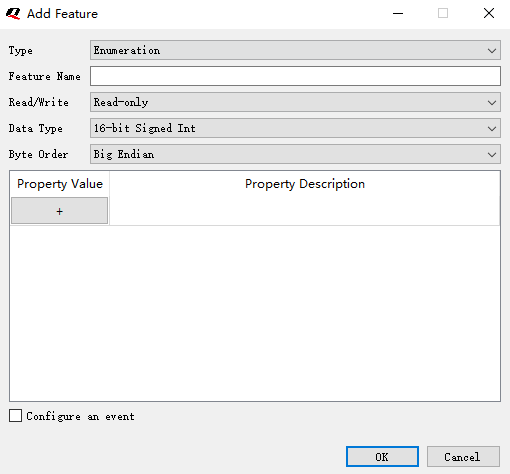 Add Feature
Type Enumeration
Feature Name
Read/Write Read-only
Data Type 16-bit Signed Int
Byte Order Big Endian
Property Value Property Description
+
Configure an event
OK Cancel